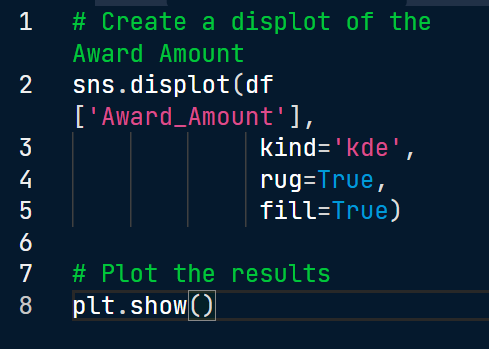 1 # Create a displot of the
Award Amount
2 sns.displot(df
['Award_Amount'],
3 kind='kde',
4 rug=True,
5 fill=True)
6
7 # Plot the results
8 plt.show()